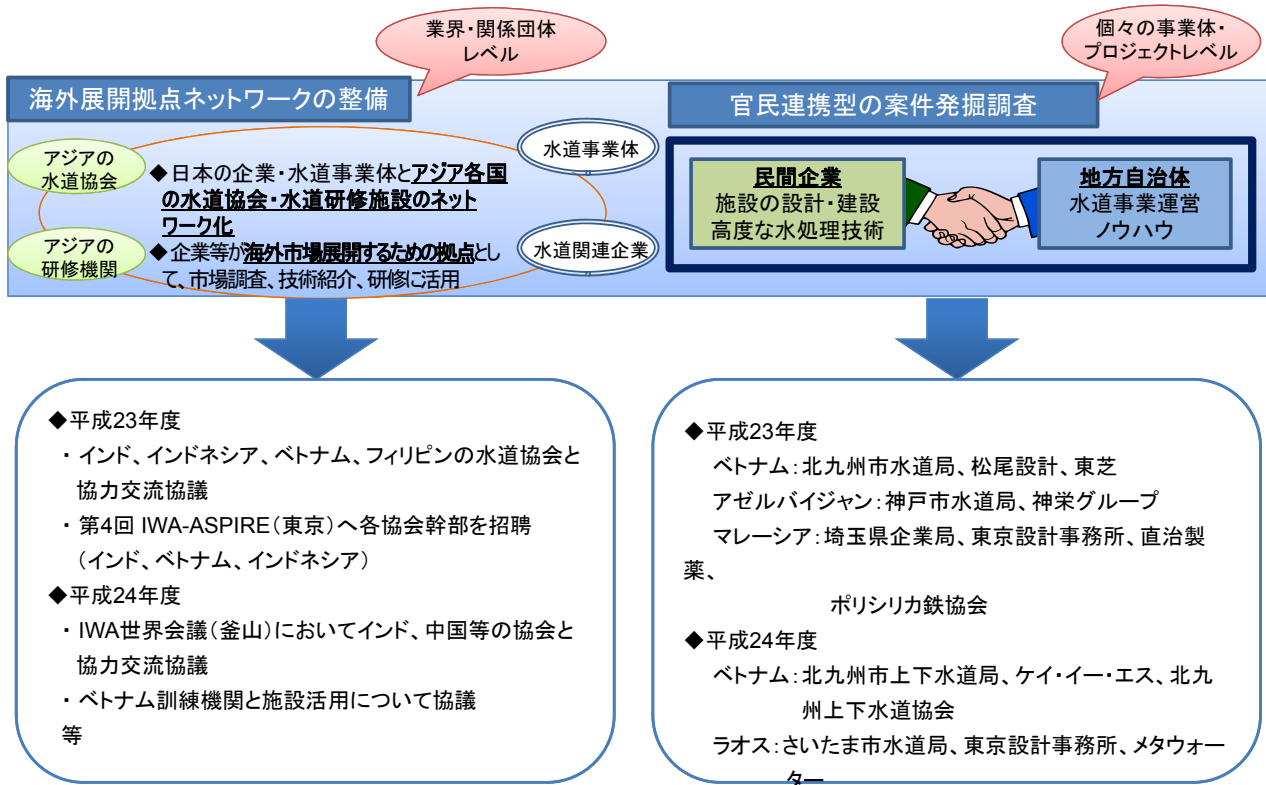 業界・関係団体
レベル
海外展開拠点ネットワークの整備
アジアの
水道協会
アジアの
研修機関
◆日本の企業・水道事業体とアジア各国
の水道協会・水道研修施設のネット
ワーク化
◆企業等が海外市場展開するための拠点とし
て、市場調査、技術紹介、研修に活用
水道事業体
水道関連企業
◆平成23年度
・インド、インドネシア、ベトナム、フィリピンの水道協会と
協力交流協議
・第4回 IWA-ASPIRE(東京)へ各協会幹部を招聘
(インド、ベトナム、インドネシア)
◆平成24年度
・IWA世界会議(釜山)においてインド、中国等の協会と
協力交流協議
・ベトナム訓練機関と施設活用について協議
等
個々の事業体・
プロジェクトレベル
官民連携型の案件発掘調査
民間企業
施設の設計・建設
高度な水処理技術
地方自治体
水道事業運営
ノウハウ
◆平成23年度
ベトナム:北九州市水道局、松尾設計、東芝
アゼルバイジャン:神戸市水道局、神栄グループ
マレーシア:埼玉県企業局、東京設計事務所、直治製
薬、
ポリシリカ鉄協会
◆平成24年度
ベトナム:北九州市上下水道局、ケイ・イー・エス、北九
州上下水道協会
ラオス:さいたま市水道局、東京設計事務所、メタウォー
ター